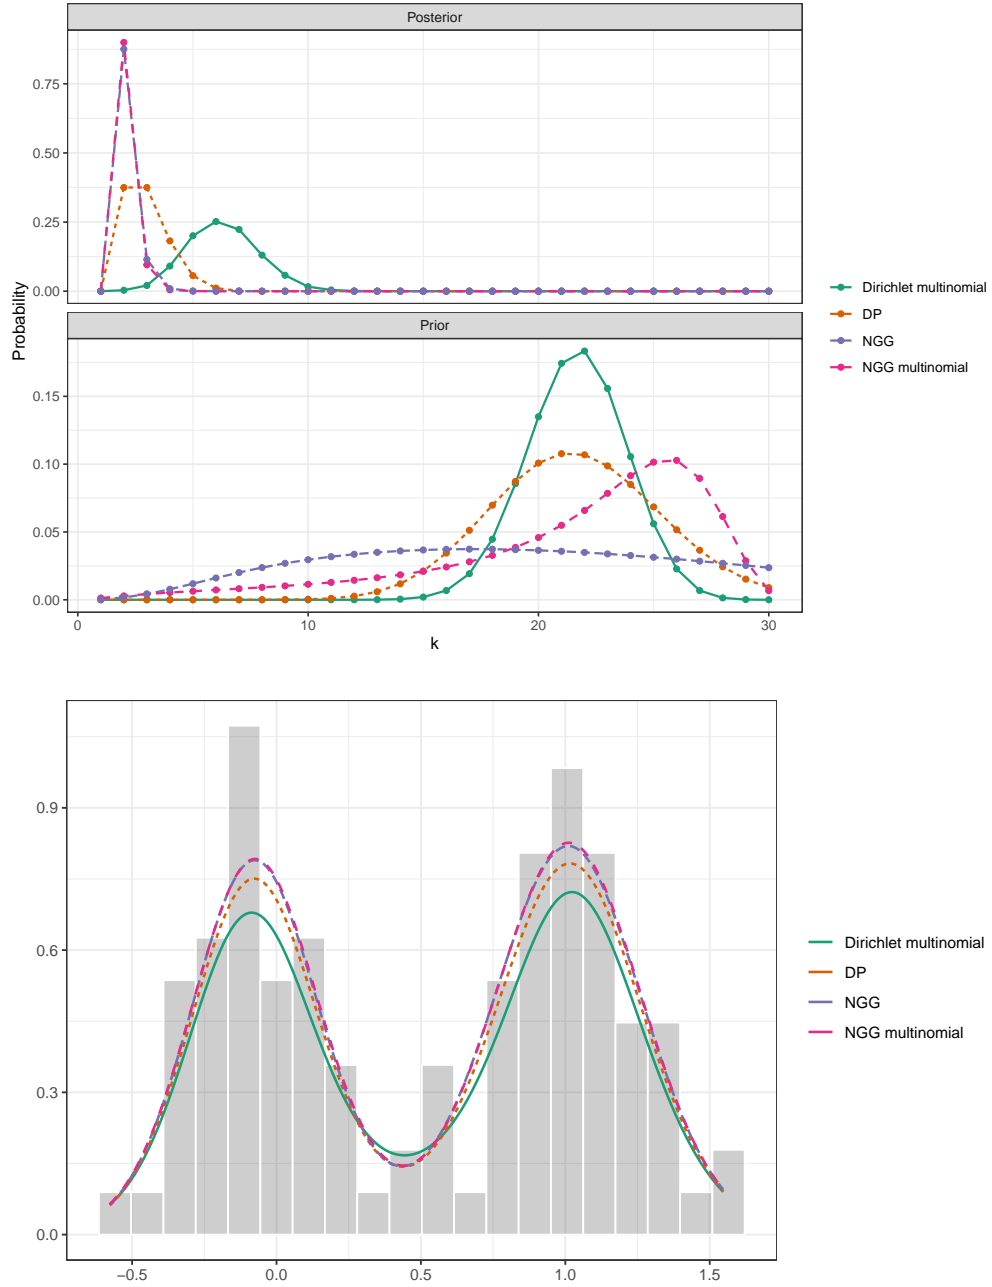 Posterior
0.75
0.50
0.25
0.00
Probability
Prior
0.15
0.10
0.05
0.00
0 10 20 30
k
Dirichlet multinomial
DP
NGG
NGG multinomial
0.9
0.6
0.3
0.0
−0.5 0.0 0.5 1.0 1.5
Dirichlet multinomial
DP
NGG
NGG multinomial